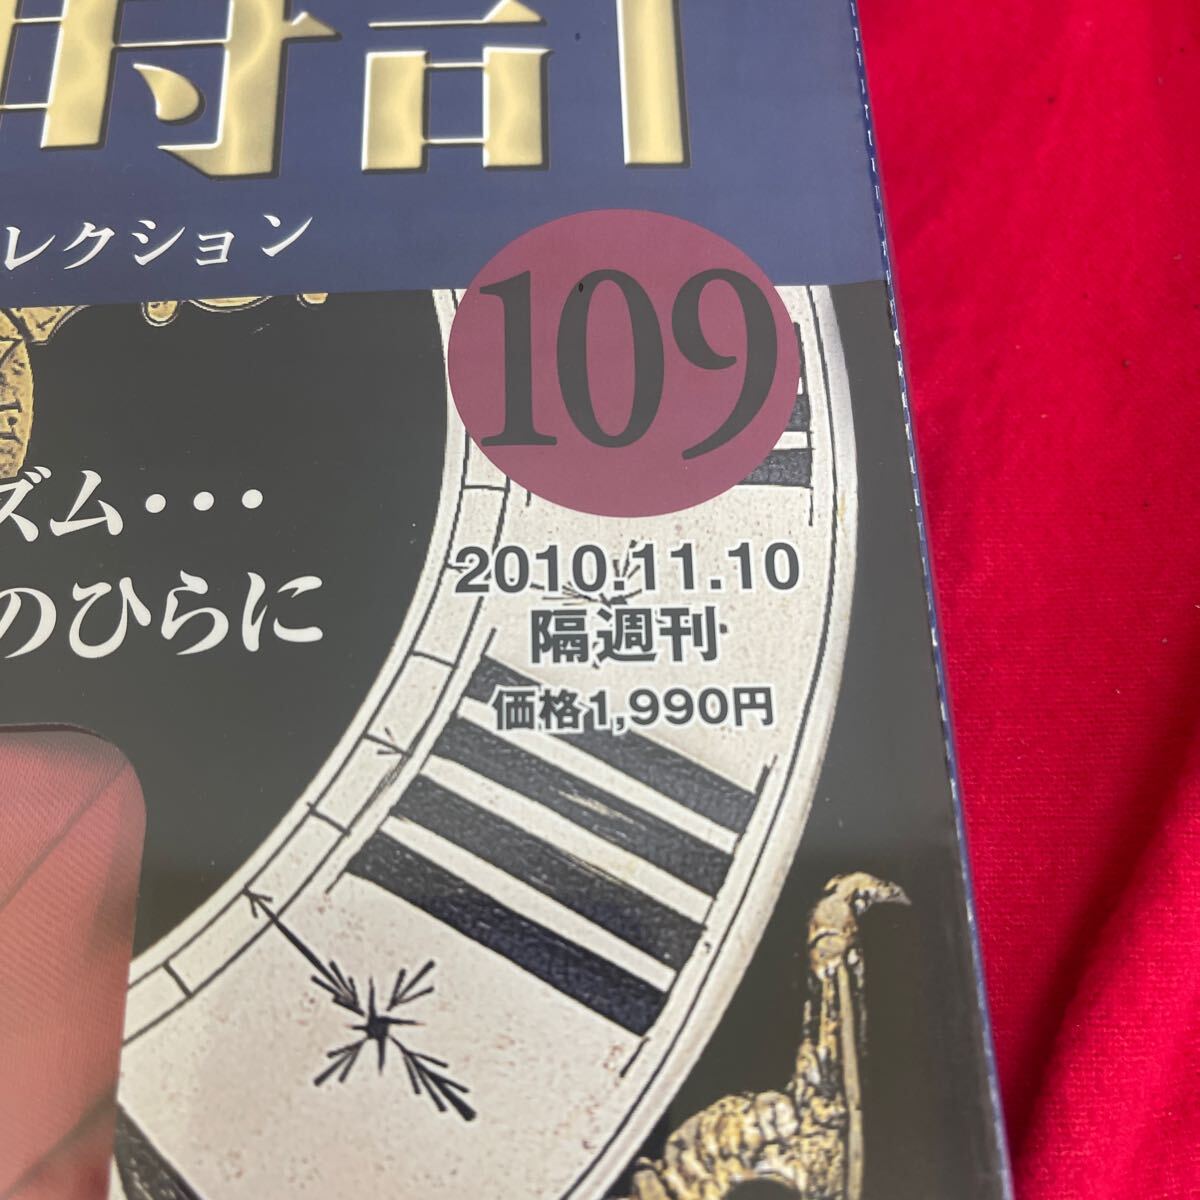 時計
レクション
109
ズム・・・
のひらに
2010.11.10
隔週刊
価格1,990円